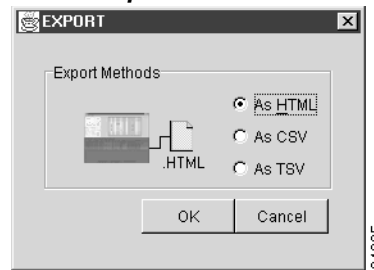 EXPORT
Export Methods
As HTML
As CSV
.HTML
As TSV
OK
Cancel